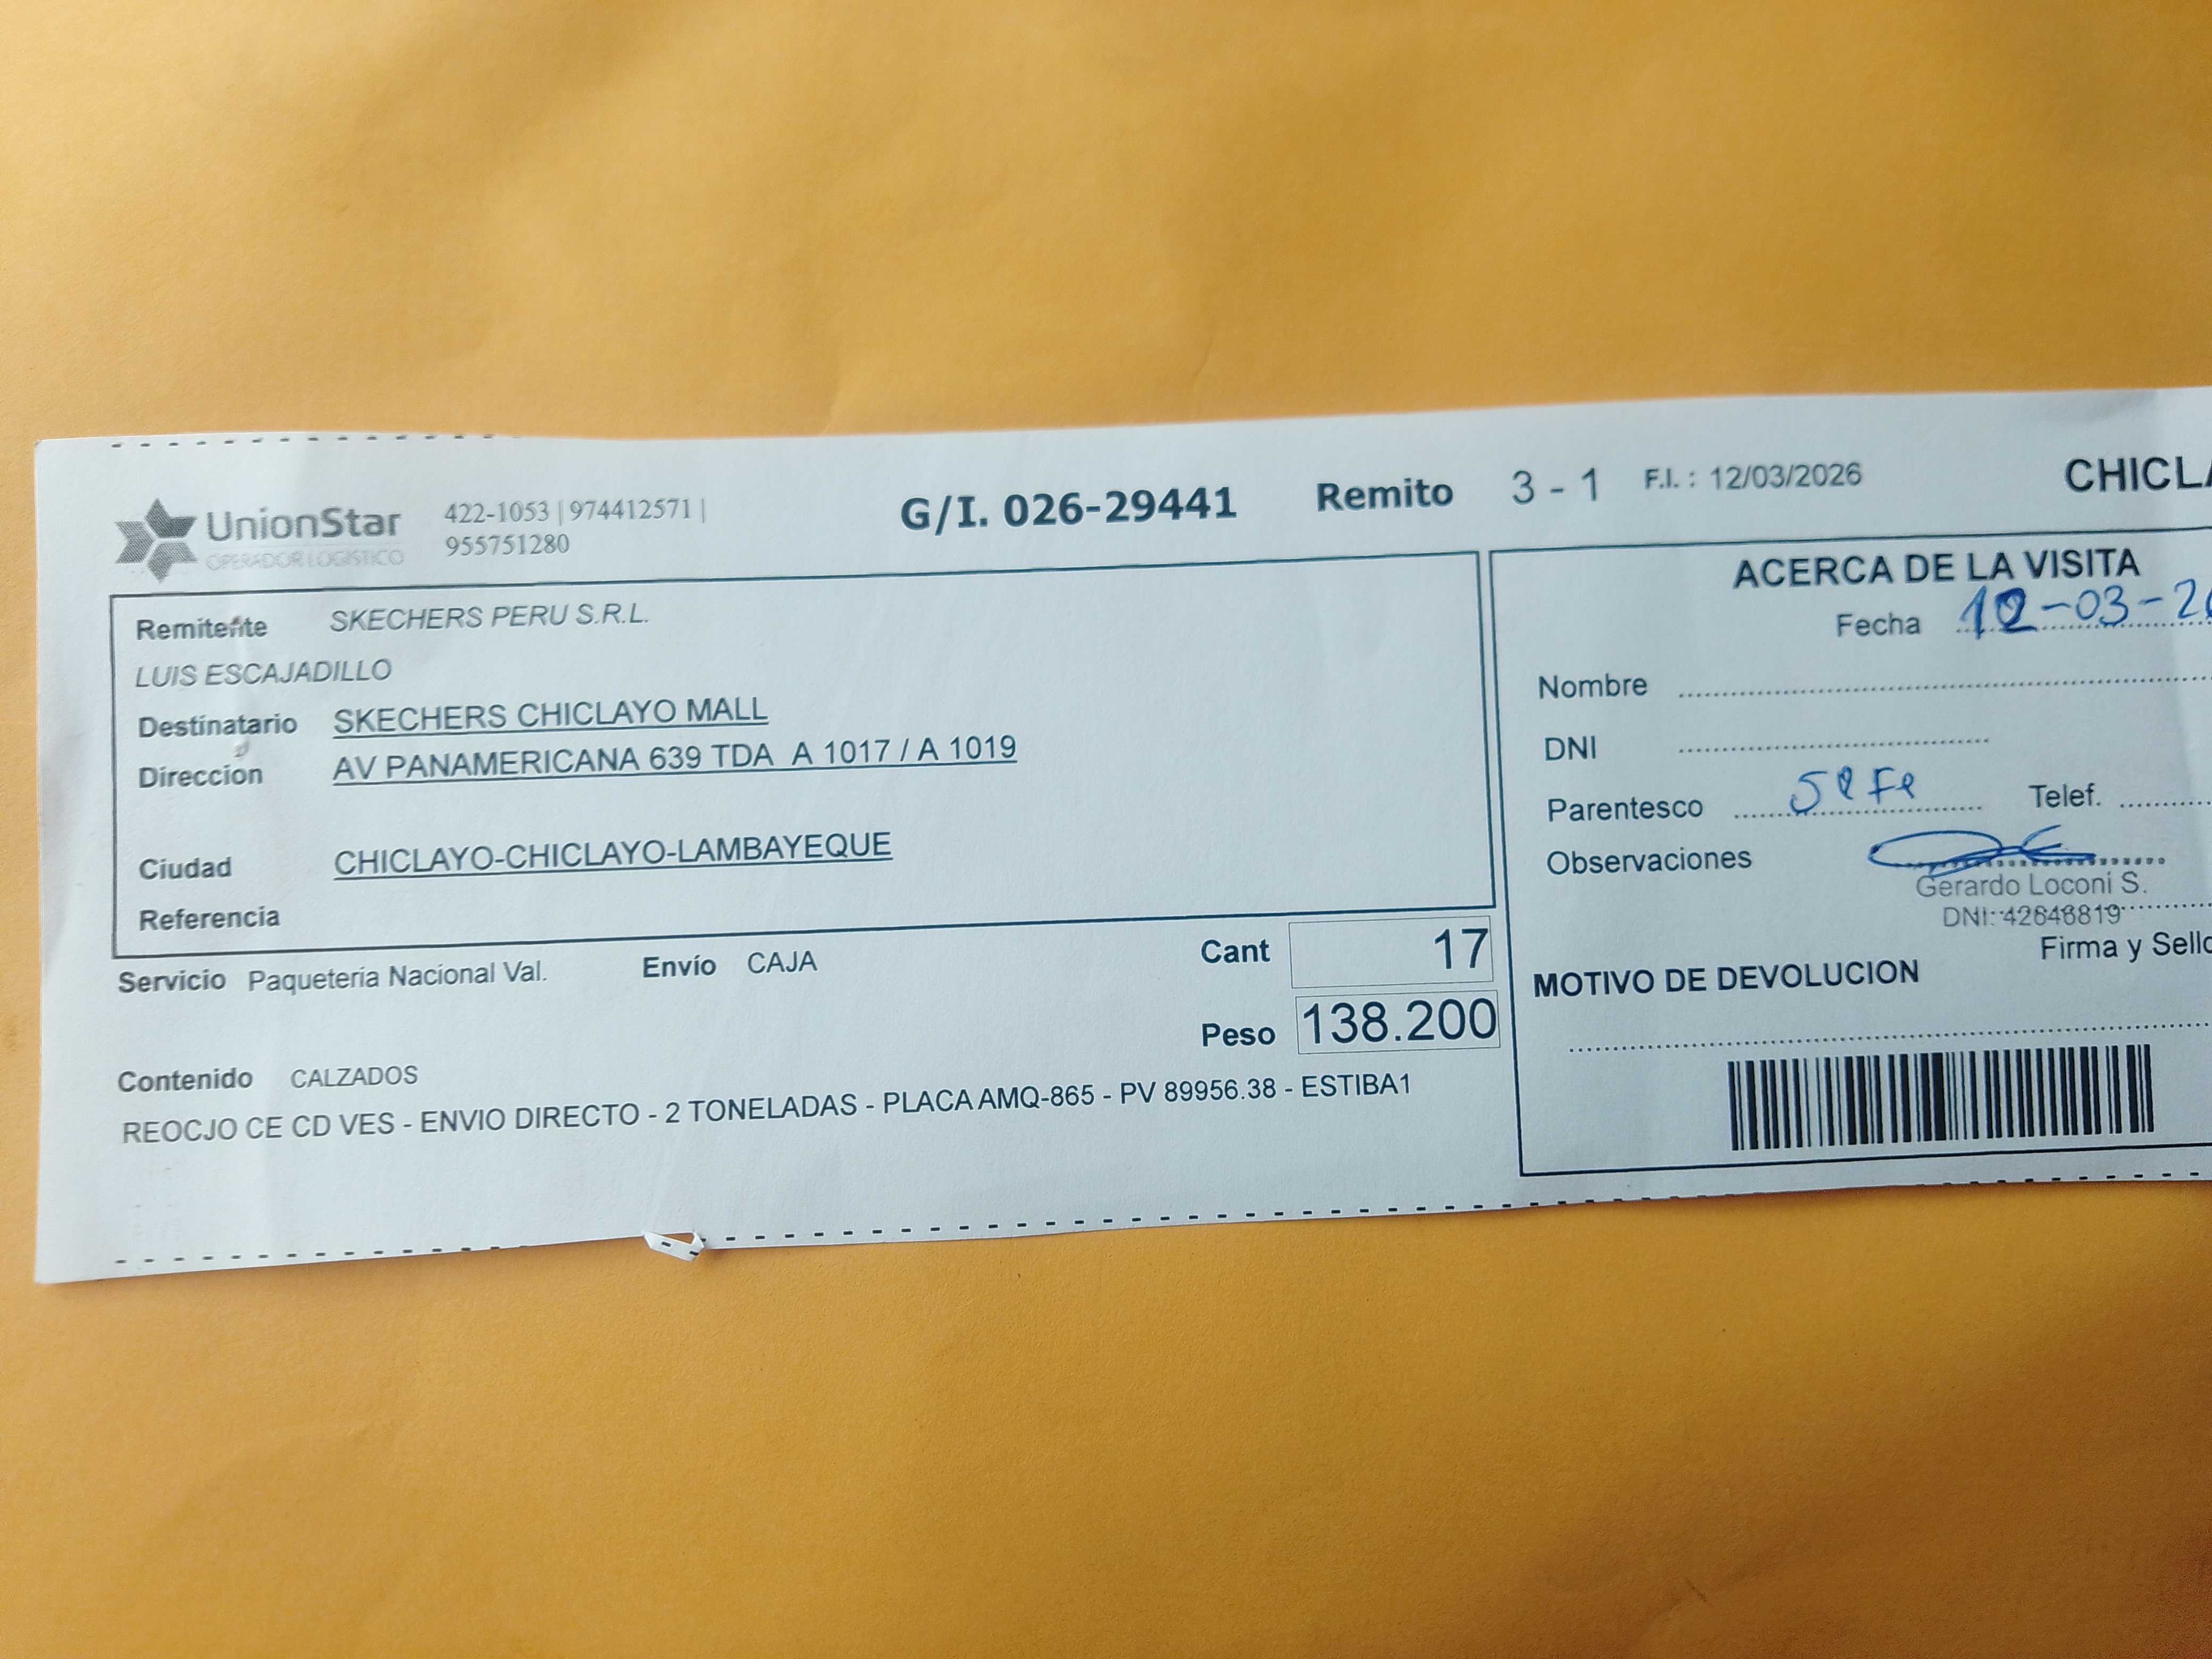 UnionStar
OPERADOR LOGISTICO
422-1053 | 974412571 |
955751280
G/I. 026-29441 Remito 3 - 1 F.I. : 12/03/2026 CHICLA
Remitente SKECHERS PERU S.R.L.
LUIS ESCAJADILLO
Destinatario SKECHERS CHICLAYO MALL
Direccion AV PANAMERICANA 639 TDA A 1017 / A 1019
Ciudad CHICLAYO-CHICLAYO-LAMBAYEQUE
Referencia
Servicio Paqueteria Nacional Val. Envío CAJA Cant 17
Peso 138.200
Contenido CALZADOS
REOCJO CE CD VES - ENVIO DIRECTO - 2 TONELADAS - PLACA AMQ-865 - PV 89956.38 - ESTIBA1
ACERCA DE LA VISITA
Fecha 12-03-26
Nombre
DNI
Parentesco Telef.
Observaciones
Gerardo Loconi S.
DNI: 42646819
Firma y Sello
MOTIVO DE DEVOLUCION